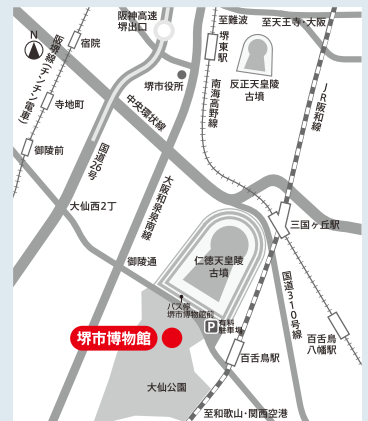 阪神高速
堺出口
至難波
至天王寺・大阪
N
宿院
堺東駅
阪堺線(チンチン電車)
堺市役所
反正天皇陵
古墳
寺地町
中央環状線
南海高野線
JR阪和線
御陵前
国道26号
大仙西2丁
大阪和泉泉南線
三国ヶ丘駅
仁徳天皇陵
古墳
御陵通
国道310号線
バス停
堺市博物館前
P
有料
駐車場
堺市博物館
百舌鳥
八幡駅
百舌鳥駅
大仙公園
至和歌山・関西空港